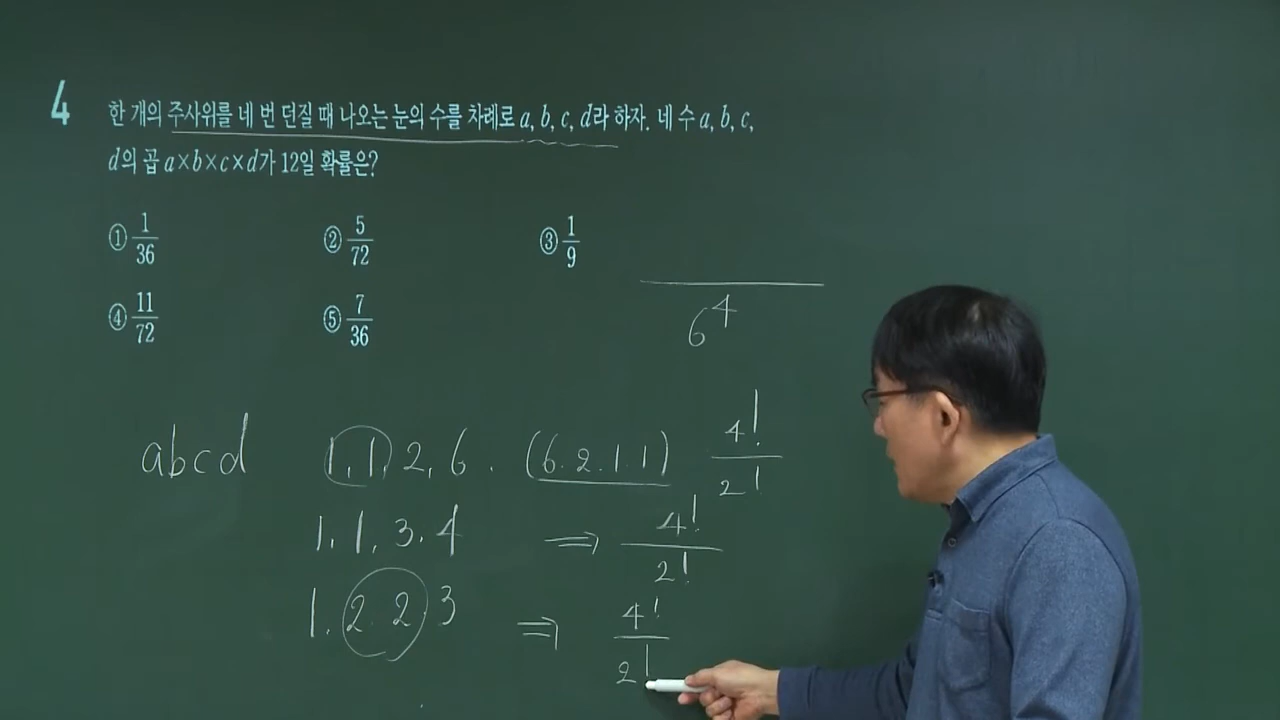 4 한 개의 주사위를 네 번 던질 때 나오는 눈의 수를 차례로 a, b, c, d라 하자. 네 수 a, b, c,
d의 곱 a×b×c×d가 12일 확률은?
① 1/36 ② 5/72 ③ 1/9
④ 11/72 ⑤ 7/36
6^4
abcd 1, 1, 2, 6. (6. 2. 1. 1) 4!/2!
1. 1. 3. 4 ⇒ 4!/2!
1. 2. 2. 3 ⇒ 4!/2!